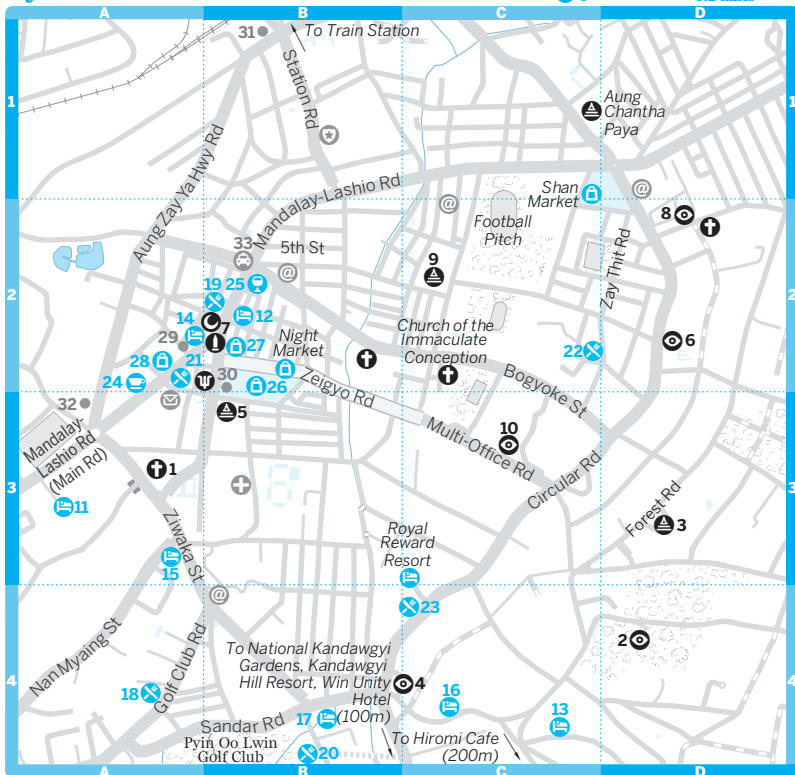 A
B
C
D
31
To Train Station
Station Rd
1
1
Aung
Chantha
Paya
Aung Zay Ya Hwy Rd
Mandalay-Lashio Rd
Shan
Market
@
@
Football
Pitch
8
33
5th St
@
9
Zay Thit Rd
2
19 25
2
14
7
12
Church of the
Immaculate
Conception
29
27
Night
Market
22
6
28
21
30
26
24
Zeigyo Rd
Bogyoke St
32
5
Mandalay-
Lashio Rd
(Main Rd)
Multi-Office Rd
10
Circular Rd
3
1
3
11
Forest Rd
3
Ziwaka St
Royal
Reward
Resort
15
@
23
Nan Myaing St
Golf Club Rd
To National Kandawgyi
Gardens, Kandawgyi
Hill Resort, Win Unity
Hotel
(100m)
2
4
4
4
18
16
13
Sandar Rd
17
Pyin Oo Lwin
Golf Club
20
To Hiromi Cafe
(200m)
A
B
C
D